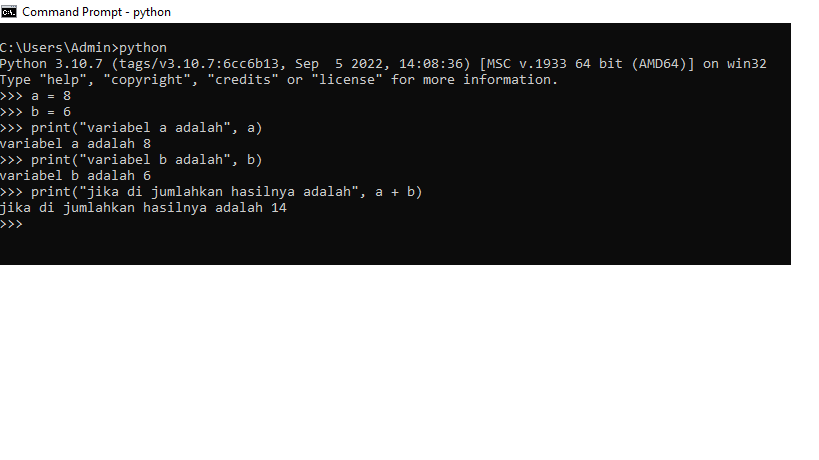 Command Prompt - python
C:\Users\Admin>python
Python 3.10.7 (tags/v3.10.7:6cc6b13, Sep  5 2022, 14:08:36) [MSC v.1933 64 bit (AMD64)] on win32
Type "help", "copyright", "credits" or "license" for more information.
>>> a = 8
>>> b = 6
>>> print("variabel a adalah", a)
variabel a adalah 8
>>> print("variabel b adalah", b)
variabel b adalah 6
>>> print("jika di jumlahkan hasilnya adalah", a + b)
jika di jumlahkan hasilnya adalah 14
>>>